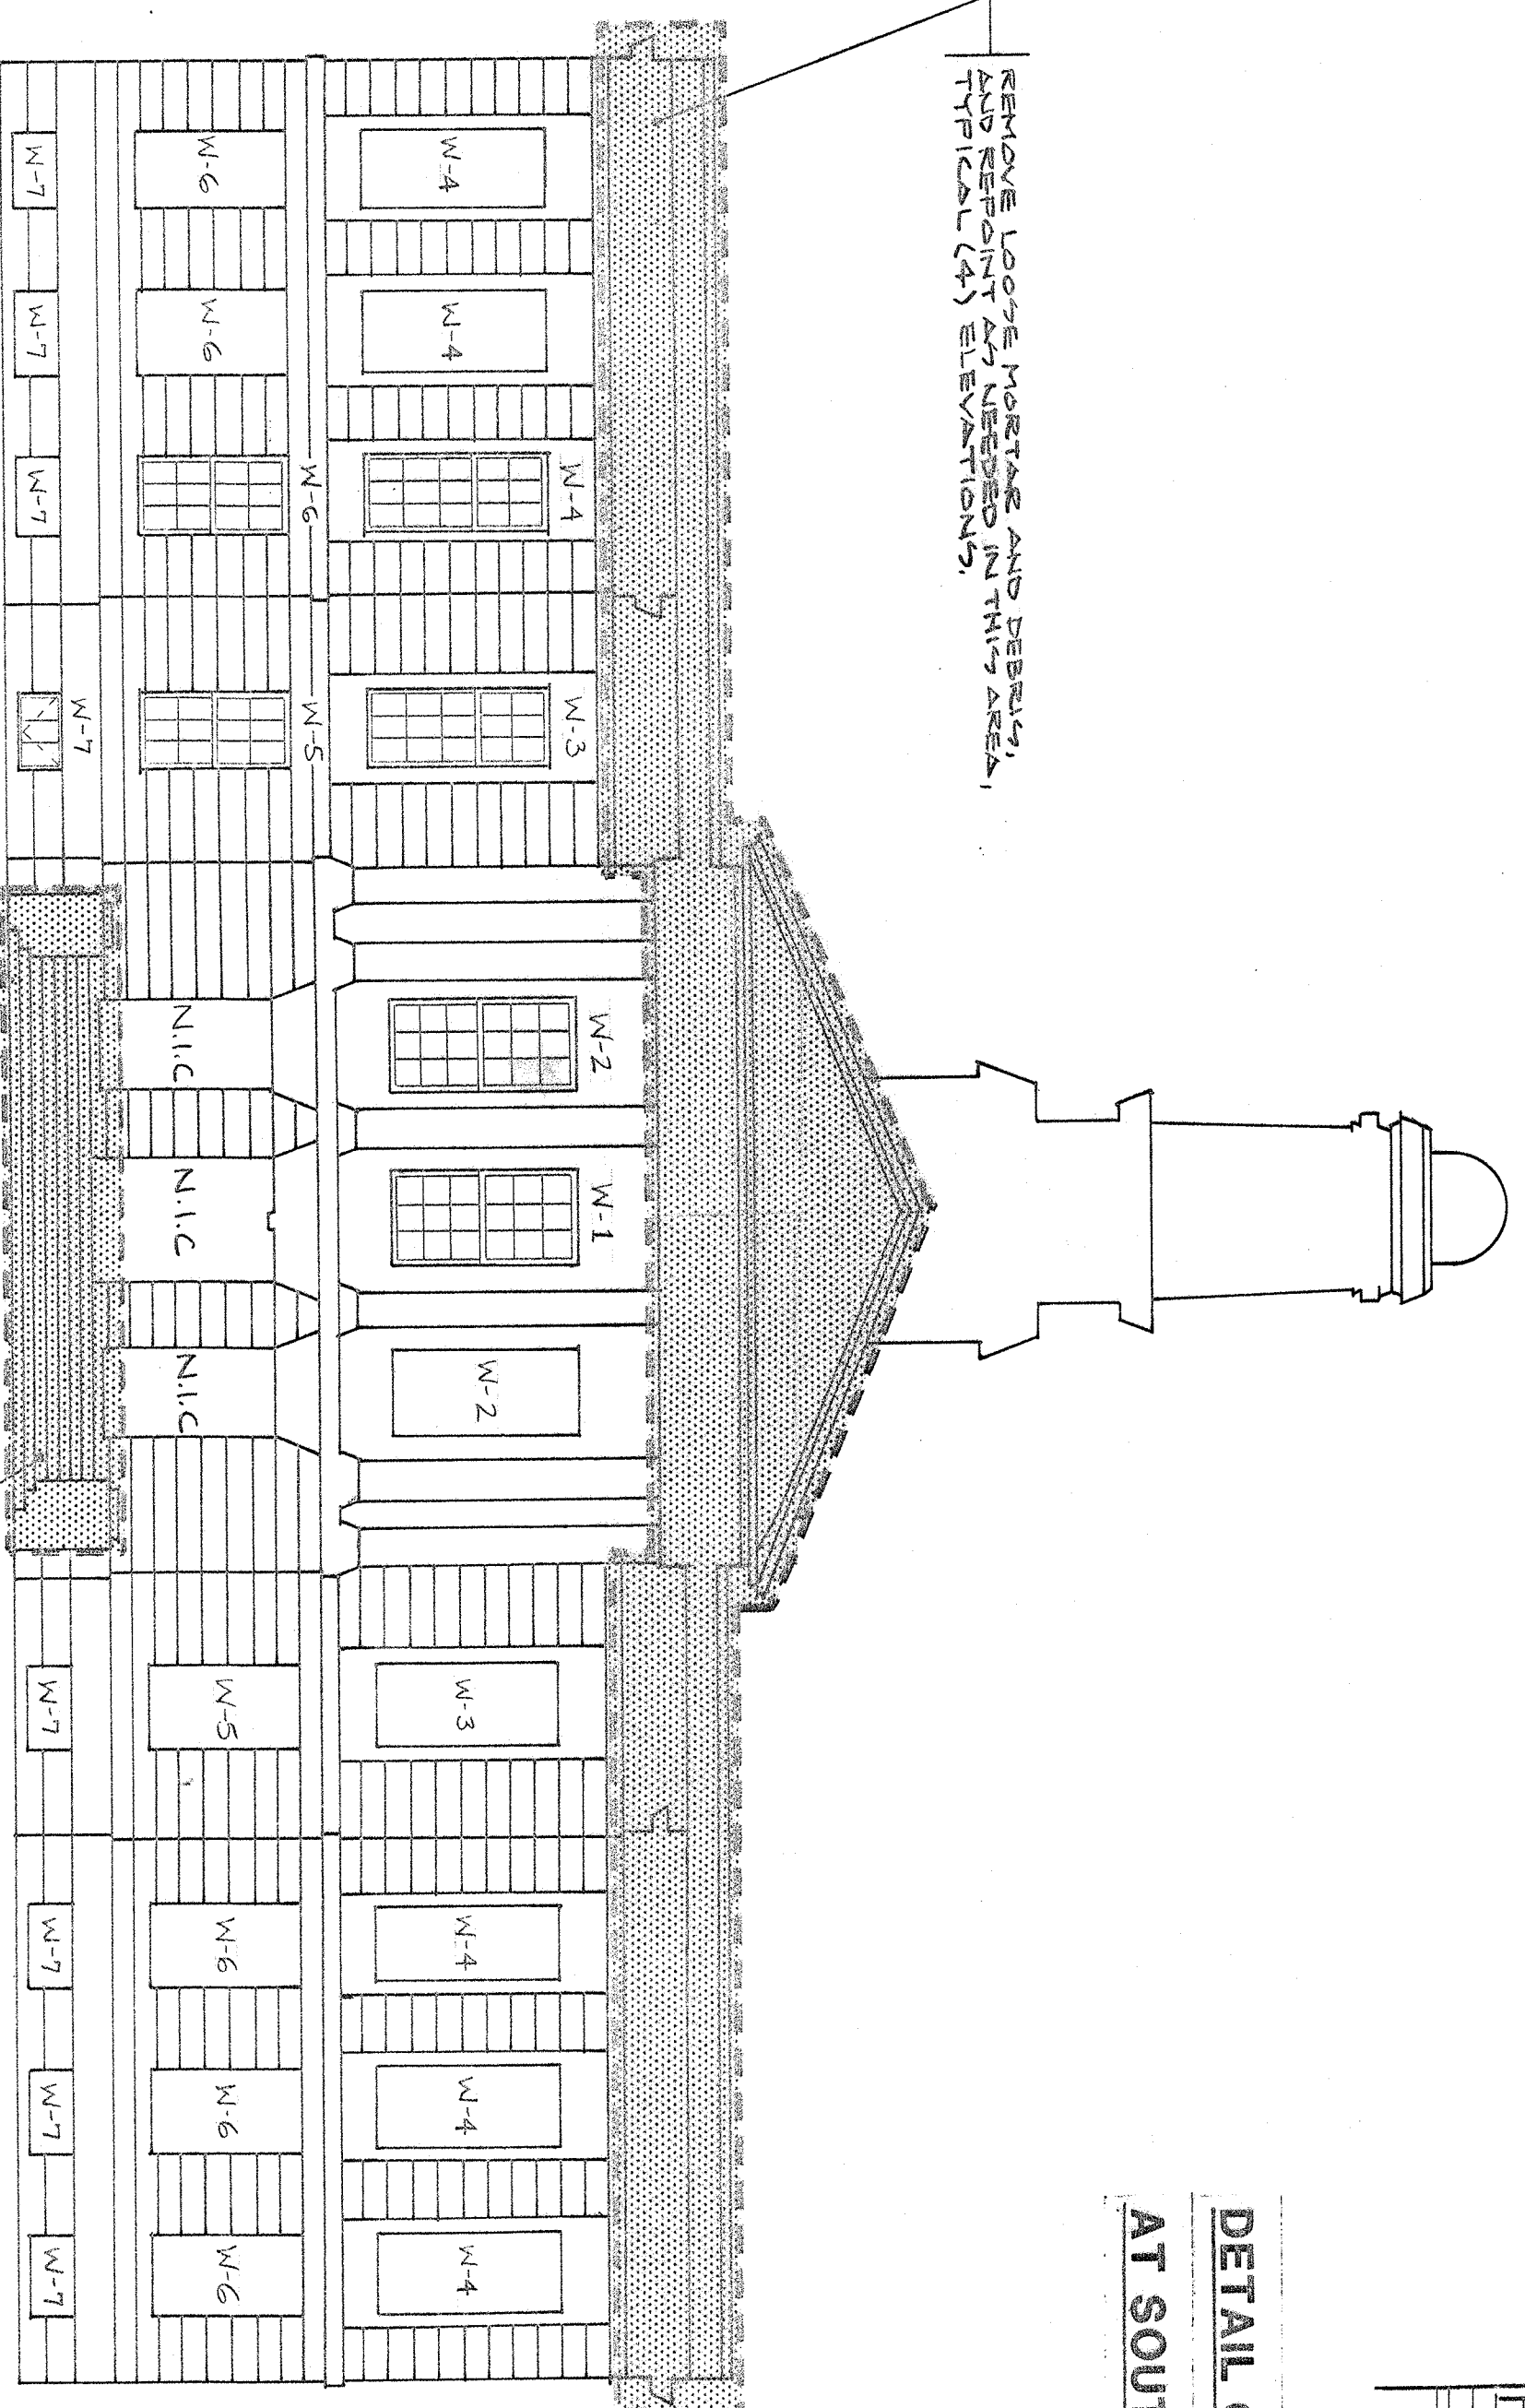 REMOVE LOOSE MORTAR AND DEBRIS,
AND REPOINT AS NEEDED IN THIS AREA,
TYPICAL (4) ELEVATIONS.
DETAIL
AT SOUT
W-2 W-1
W-4 W-3
W-4 W-4 W-2 W-3 W-4 W-4 W-4
W-6 W-5
W-6 W-6 N.I.C N.I.C N.I.C W-5 W-6 W-6 W-6
W-7
W-7 W-7 W-7 W-7 W-7 W-7 W-7